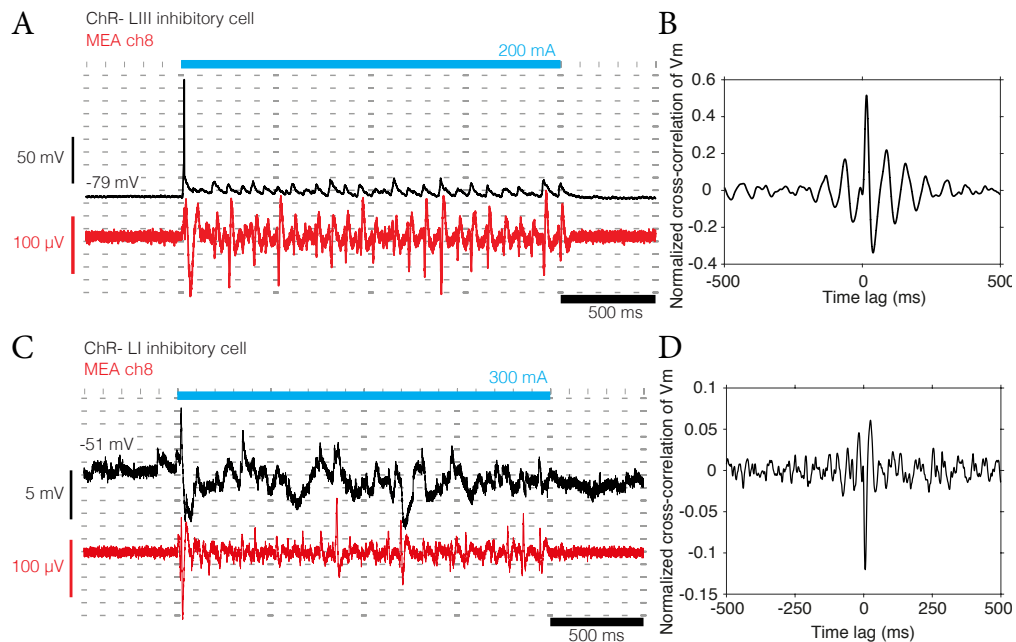 A
ChR- LIII inhibitory cell
MEA ch8
200 mA
50 mV
-79 mV
100 μV
500 ms
B
Normalized cross-correlation of Vm
0.6
0.4
0.2
0
-0.2
-0.4
-500
0
500
Time lag (ms)
C
ChR- LI inhibitory cell
MEA ch8
300 mA
-51 mV
5 mV
100 μV
500 ms
D
Normalized cross-correlation of Vm
0.1
0.05
0
-0.05
-0.1
-0.15
-500
-250
0
250
500
Time lag (ms)